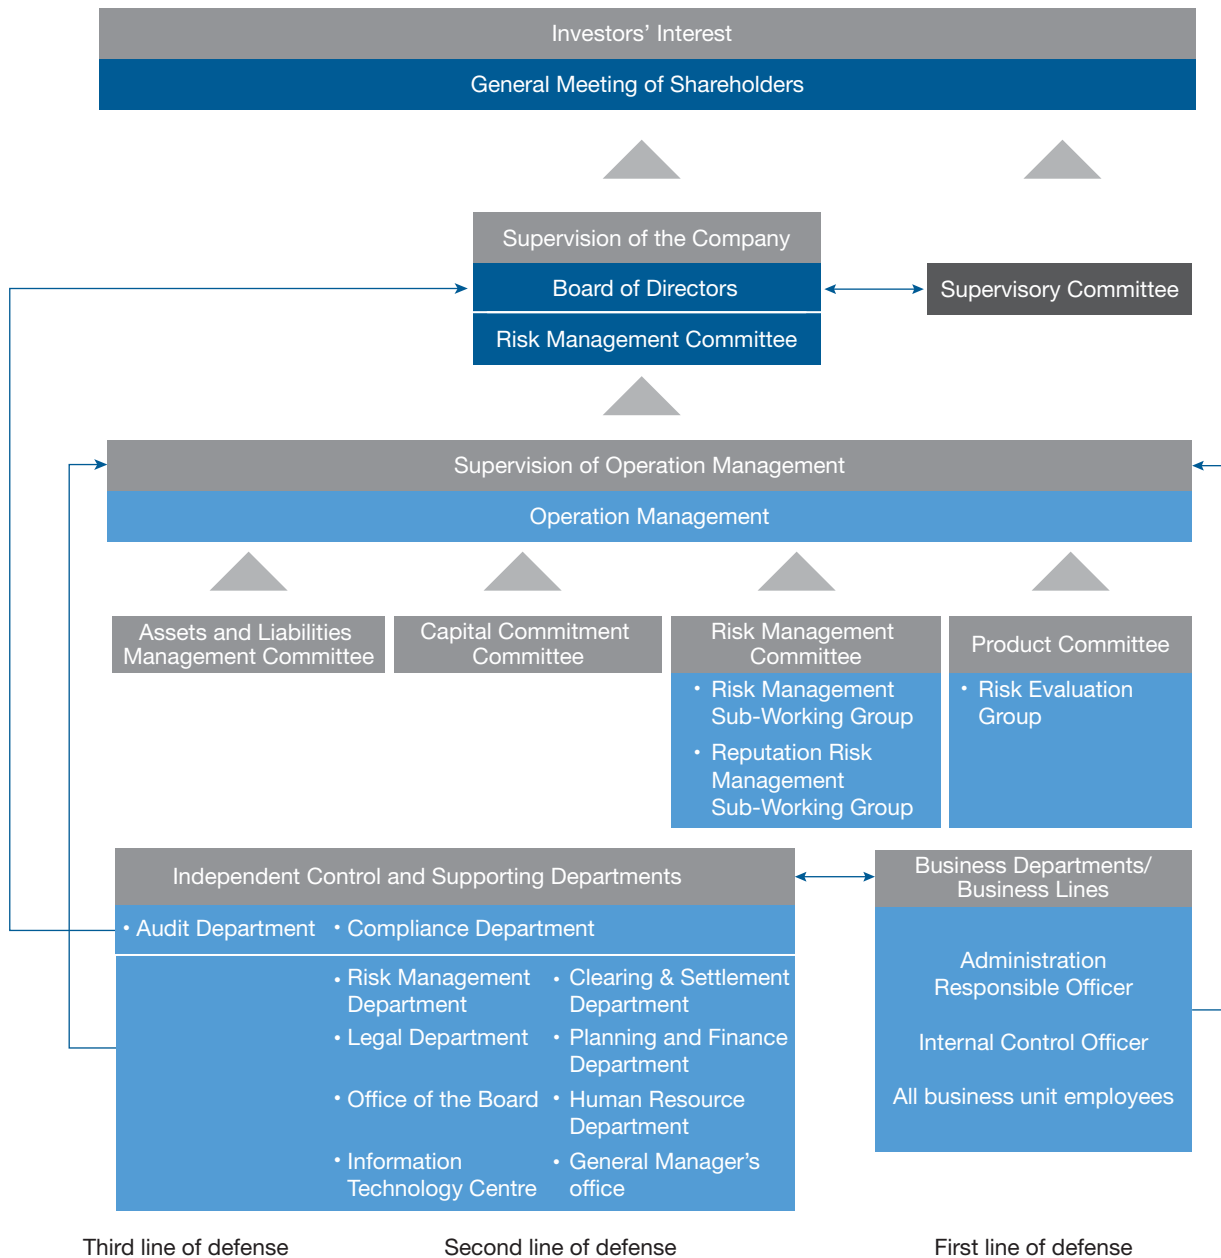 Investors’ Interest
General Meeting of Shareholders
Supervision of the Company
Board of Directors
Risk Management Committee
Supervisory Committee
Supervision of Operation Management
Operation Management
Assets and Liabilities
Management Committee
Capital Commitment
Committee
Risk Management
Committee
• Risk Management
Sub-Working Group
• Reputation Risk
Management
Sub-Working Group
Product Committee
• Risk Evaluation
Group
Independent Control and Supporting Departments
• Audit Department
• Compliance Department
• Risk Management
Department
• Clearing & Settlement
Department
• Legal Department
• Planning and Finance
Department
• Office of the Board
• Human Resource
Department
• Information
Technology Centre
• General Manager’s
office
Business Departments/
Business Lines
Administration
Responsible Officer
Internal Control Officer
All business unit employees
Third line of defense
Second line of defense
First line of defense